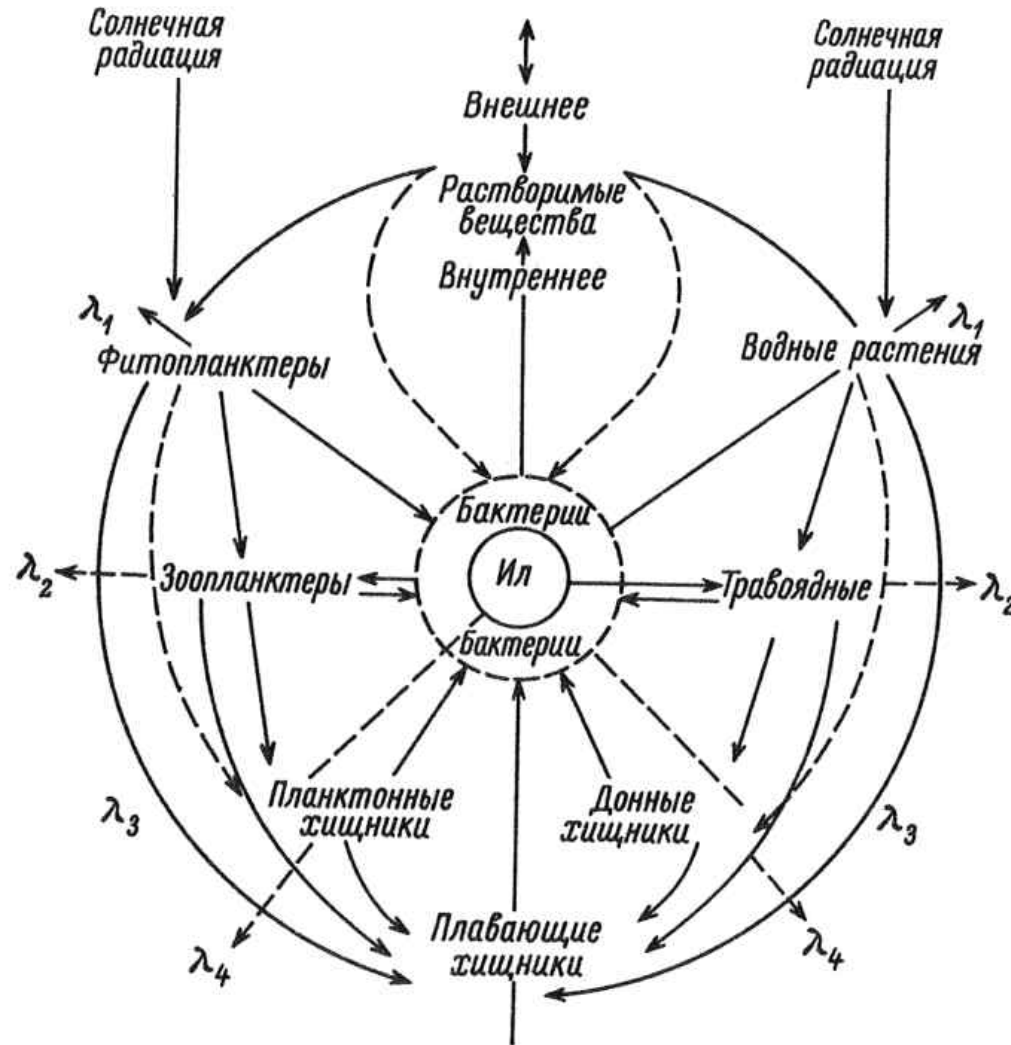 Солнечная
радиация
Солнечная
радиация
Внешнее
Растворимые
вещества
Внутреннее
λ₁
λ₁
Фитопланктеры
Водные растения
Бактерии
λ₂
Зоопланктеры
Ил
Травоядные
λ₂
Бактерии
Планктонные
хищники
Донные
хищники
λ₃
λ₃
Плавающие
хищники
λ₄
λ₄